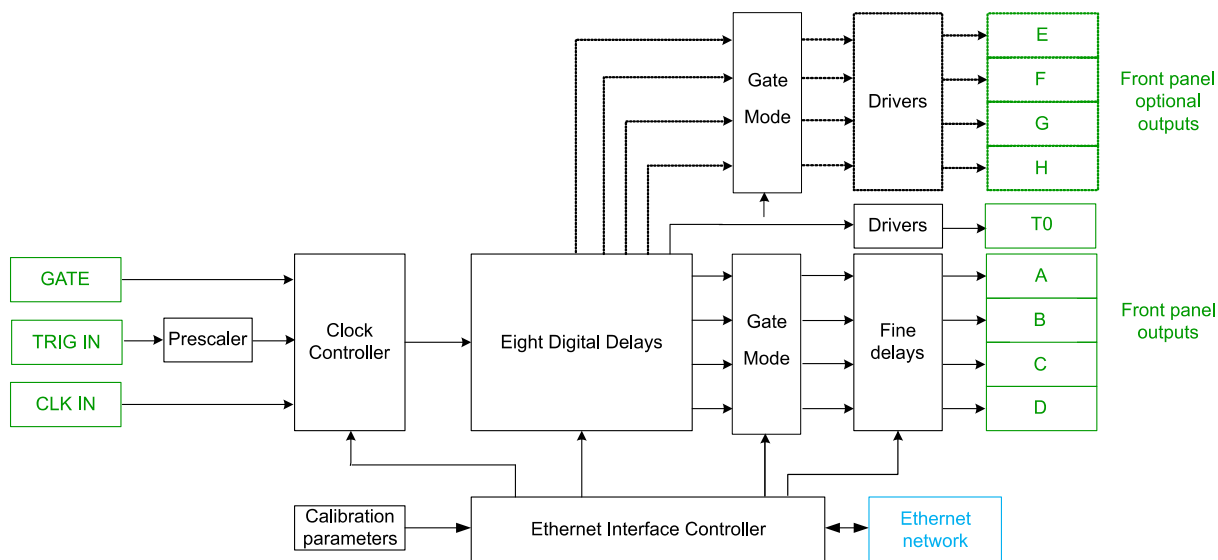 E
F
G
H
Gate
Mode
Drivers
Front panel
optional
outputs
Drivers
T0
GATE
TRIG IN
CLK IN
Prescaler
Clock
Controller
Eight Digital Delays
Gate
Mode
Fine
delays
A
B
C
D
Front panel
outputs
Calibration
parameters
Ethernet Interface Controller
Ethernet
network